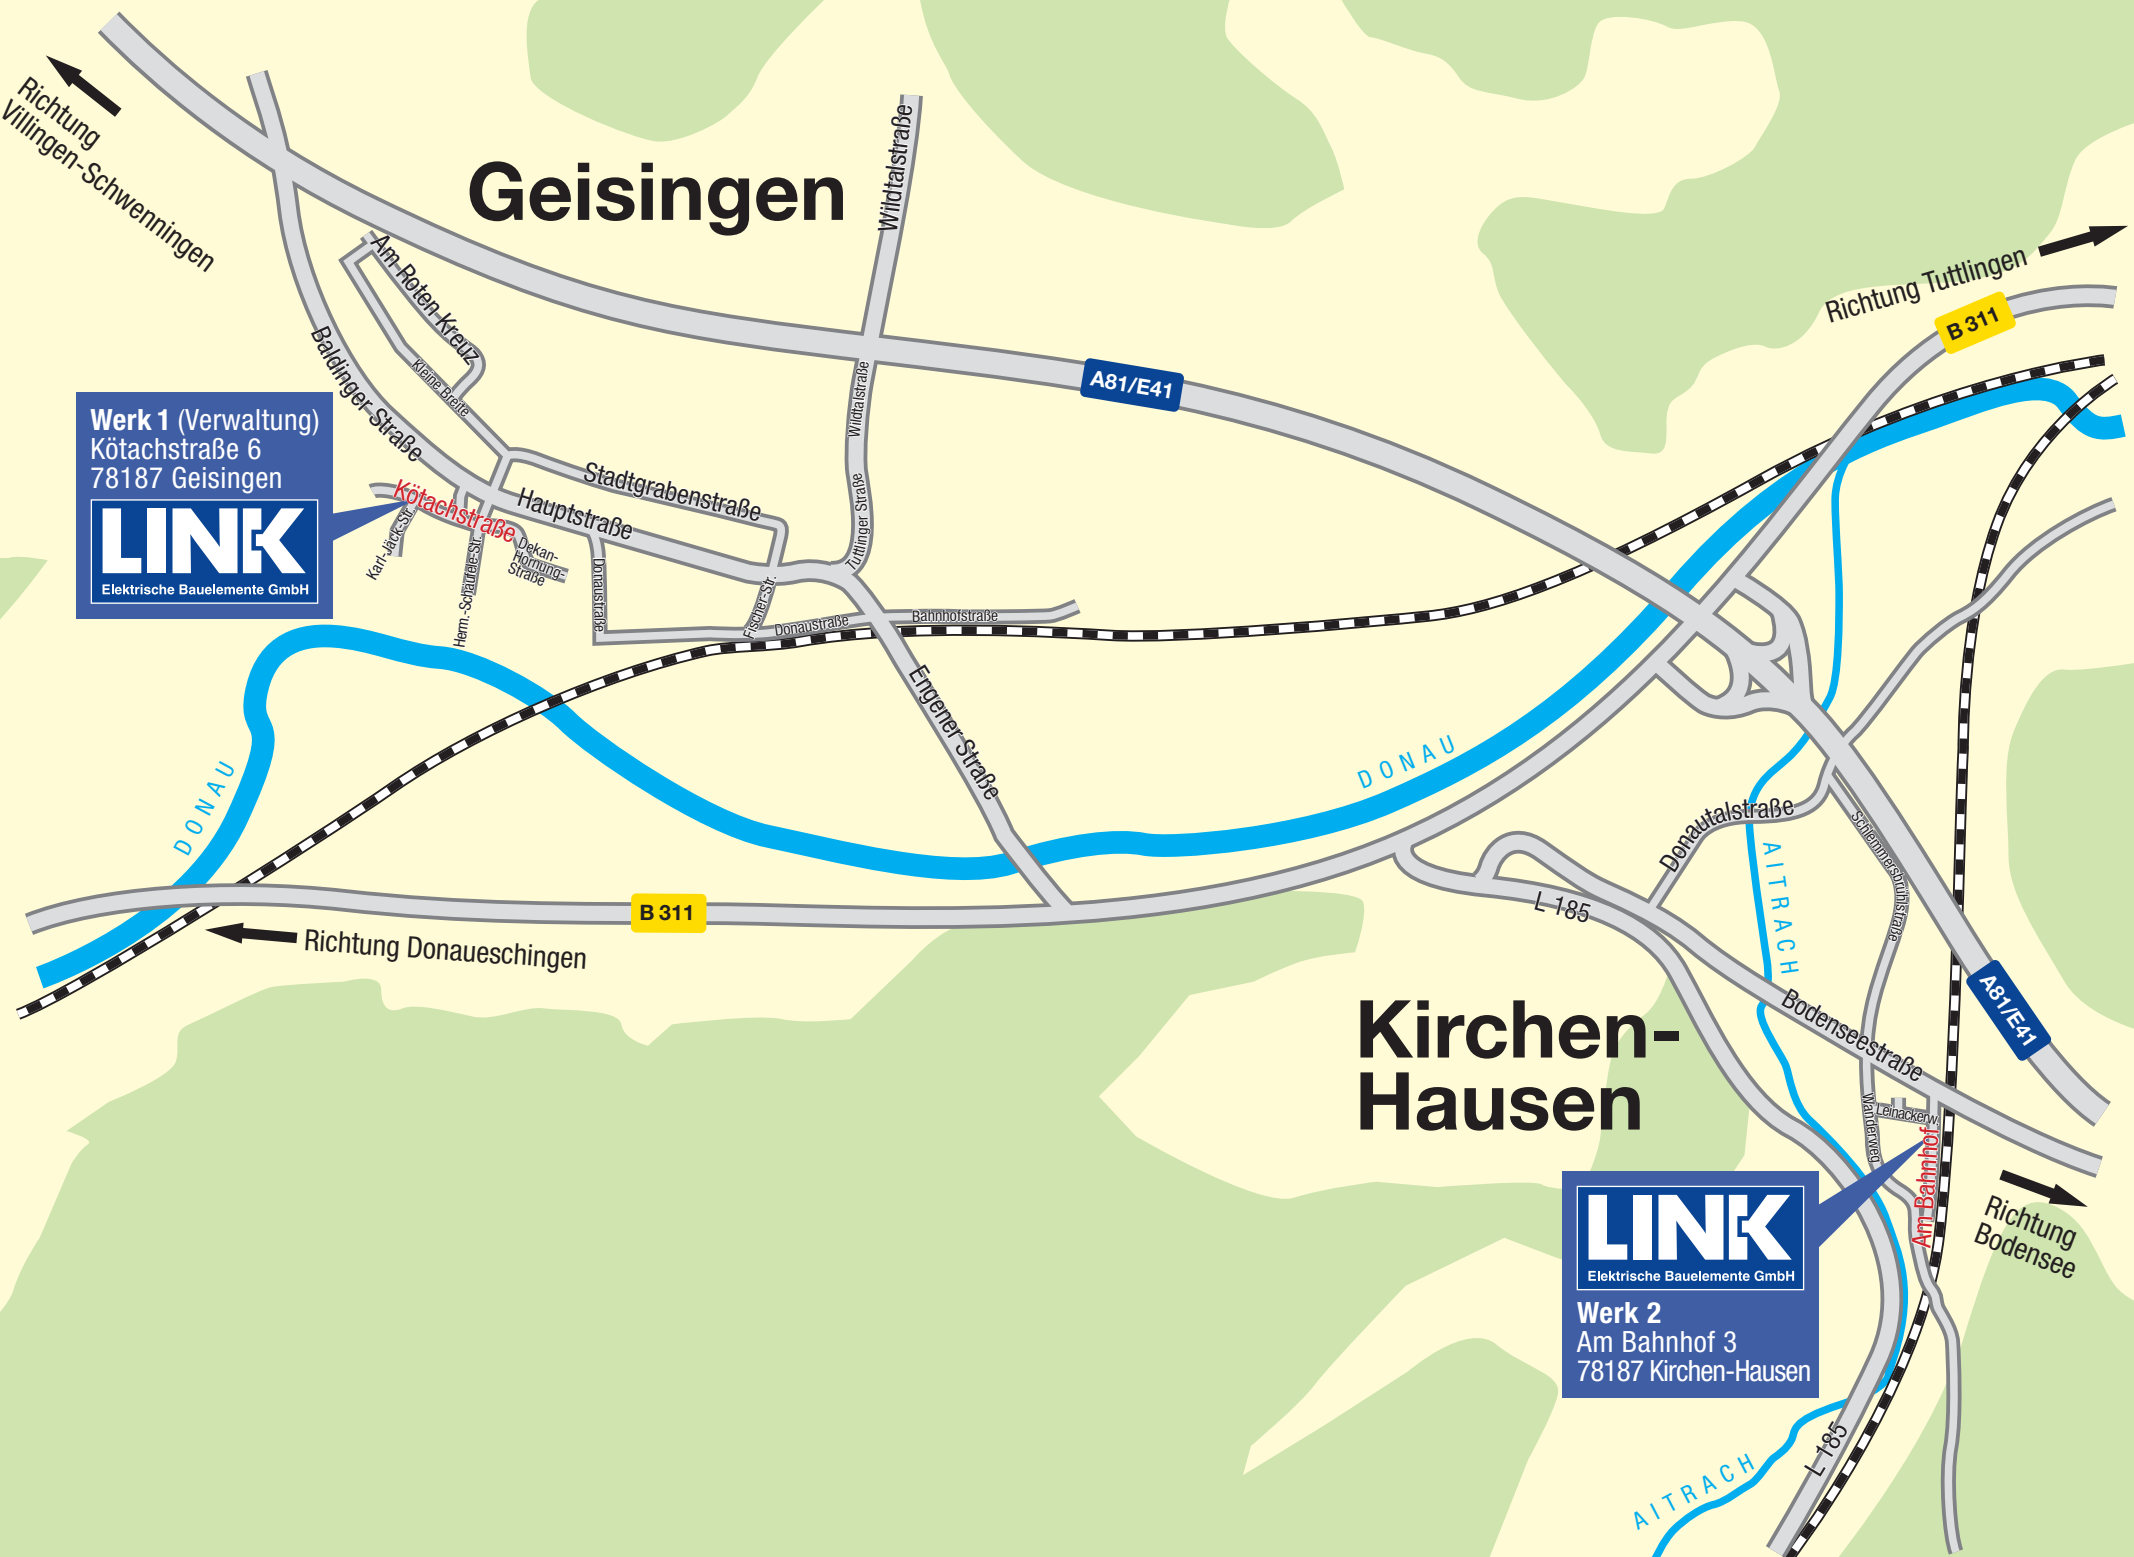 Richtung
Villingen-Schwenningen
Geisingen
Wildtalstraße
Am Roten Kreuz
Kleine Breite
Baldinger Straße
Richtung Tuttlingen
B 311
A81/E41
Werk 1 (Verwaltung)
Kötachstraße 6
78187 Geisingen
LINK
Elektrische Bauelemente GmbH
Wildtalstraße
Tuttlinger Straße
Stadtgrabenstraße
Hauptstraße
Kötachstraße
Karl-Jäck-Str.
Herm.-Schäufele-Str.
Dekan-
Hornung-
Straße
Donaustraße
Fischer-Str.
Donaustraße
Bahnhofstraße
Engener Straße
DONAU
DONAU
B 311
Richtung Donaueschingen
Donautalstraße
AITRACH
Schlemmersbrühlstraße
L 185
A81/E41
Kirchen-
Hausen
Bodenseestraße
Wanderweg
Leinackerw.
Am Bahnhof
Richtung
Bodensee
LINK
Elektrische Bauelemente GmbH
Werk 2
Am Bahnhof 3
78187 Kirchen-Hausen
L 185
AITRACH